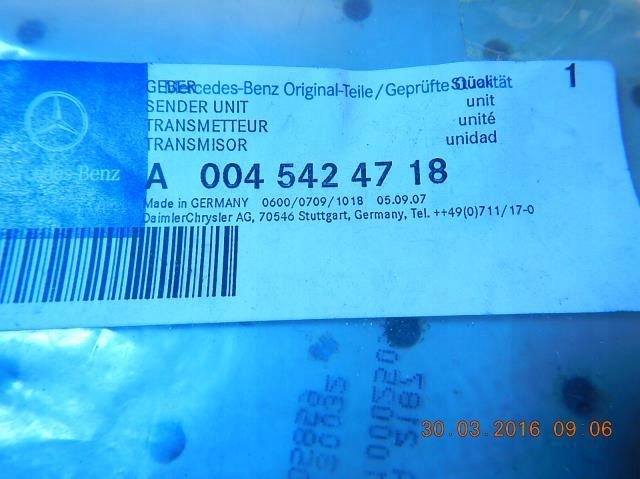 GEBER Mercedes-Benz Original-Teile/Geprüfte Qualität Stück 1
SENDER UNIT unit
TRANSMETTEUR unité
TRANSMISOR unidad
-Benz
A 004 542 47 18
Made in GERMANY 0600/0709/1018 05.09.07
DaimlerChrysler AG, 70546 Stuttgart, Germany, Tel. ++49(0)711/17-0
30.03.2016 09:06